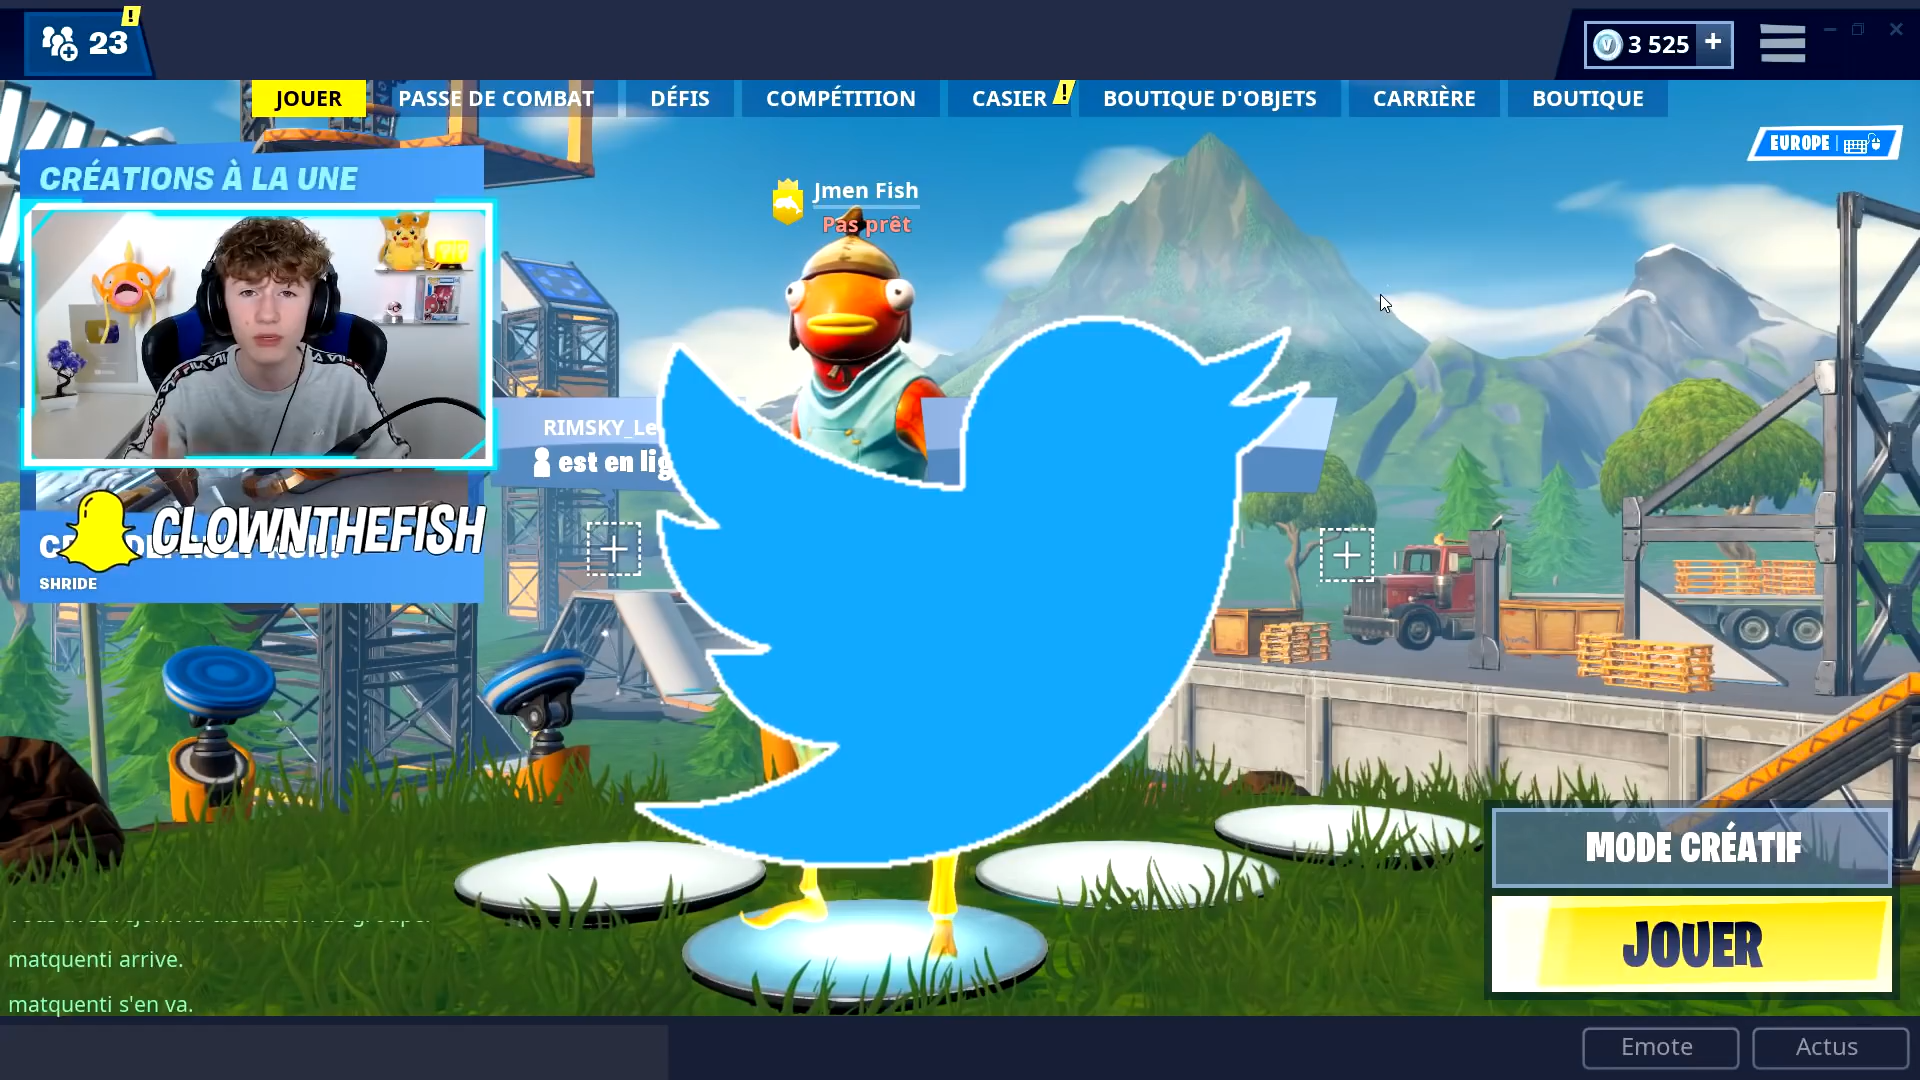 23
3 525
JOUER
PASSE DE COMBAT
DÉFIS
COMPÉTITION
CASIER
BOUTIQUE D'OBJETS
CARRIÈRE
BOUTIQUE
EUROPE
CRÉATIONS À LA UNE
Jmen Fish
Pas prêt
RIMSKY_Le
est en lig
CLOWNTHEFISH
SHRIDE
MODE CRÉATIF
JOUER
matquenti arrive.
matquenti s'en va.
Emote
Actus